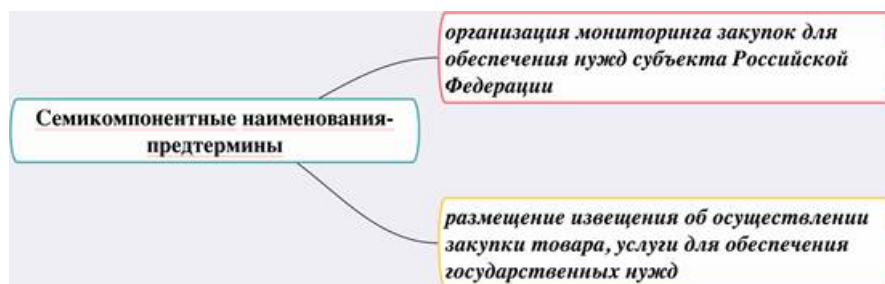 организация мониторинга закупок для
обеспечения нужд субъекта Российской
Федерации
Семикомпонентные наименования-
предтермины
размещение извещения об осуществлении
закупки товара, услуги для обеспечения
государственных нужд